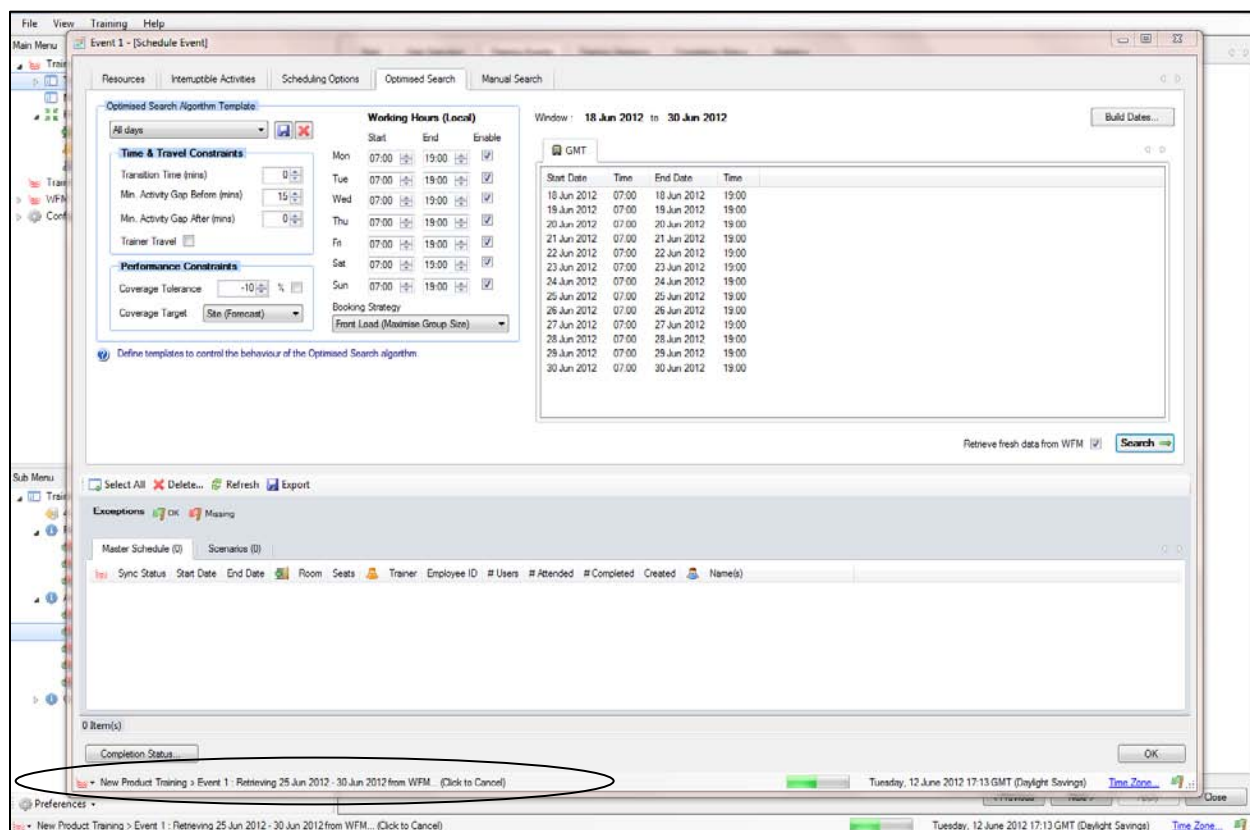 File View Training Help
Main Menu
Event 1 - [Schedule Event]
Resources Interruptible Activities Scheduling Options Optimised Search Manual Search
Optimised Search Algorithm Template
All days
Working Hours (Local)
Start End Enable
Time & Travel Constraints
Transition Time (mins) 0
Min. Activity Gap Before (mins) 15
Min. Activity Gap After (mins) 0
Trainer Travel
Performance Constraints
Coverage Tolerance -10 %
Coverage Target Site (Forecast)
Mon 07:00 19:00
Tue 07:00 19:00
Wed 07:00 19:00
Thu 07:00 19:00
Fri 07:00 19:00
Sat 07:00 19:00
Sun 07:00 19:00
Booking Strategy
Front Load (Maximise Group Size)
Define templates to control the behaviour of the Optimised Search algorithm
Window : 18 Jun 2012 to 30 Jun 2012
Build Dates...
GMT
Start Date Time End Date Time
18 Jun 2012 07:00 18 Jun 2012 19:00
19 Jun 2012 07:00 19 Jun 2012 19:00
20 Jun 2012 07:00 20 Jun 2012 19:00
21 Jun 2012 07:00 21 Jun 2012 19:00
22 Jun 2012 07:00 22 Jun 2012 19:00
23 Jun 2012 07:00 23 Jun 2012 19:00
24 Jun 2012 07:00 24 Jun 2012 19:00
25 Jun 2012 07:00 25 Jun 2012 19:00
26 Jun 2012 07:00 26 Jun 2012 19:00
27 Jun 2012 07:00 27 Jun 2012 19:00
28 Jun 2012 07:00 28 Jun 2012 19:00
29 Jun 2012 07:00 29 Jun 2012 19:00
30 Jun 2012 07:00 30 Jun 2012 19:00
Retrieve fresh data from WFM Search
Sub Menu
Select All Delete... Refresh Export
Exceptions OK Missing
Master Schedule (0) Scenarios (0)
Sync Status Start Date End Date Room Seats Trainer Employee ID # Users # Attended # Completed Created Name(s)
0 Item(s)
Completion Status... OK
New Product Training > Event 1 : Retrieving 25 Jun 2012 - 30 Jun 2012 from WFM... (Click to Cancel) Tuesday, 12 June 2012 17:13 GMT (Daylight Savings) Time Zone...
Preferences Close
New Product Training > Event 1 : Retrieving 25 Jun 2012 - 30 Jun 2012 from WFM... (Click to Cancel) Tuesday, 12 June 2012 17:13 GMT (Daylight Savings) Time Zone...